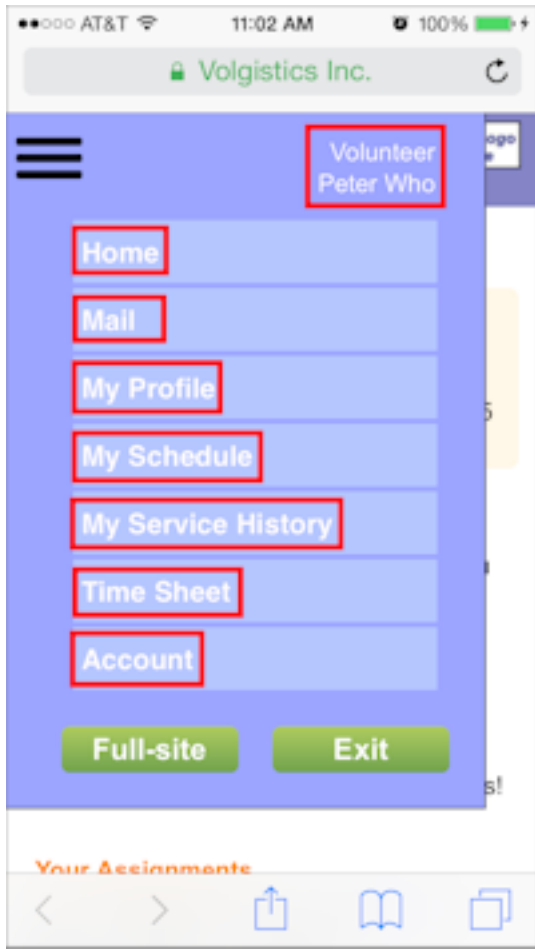 AT&T 11:02 AM 100%
Volgistics Inc.
ogo
Volunteer
Peter Who
Home
Mail
My Profile
My Schedule
My Service History
Time Sheet
Account
Full-site Exit
s!
Your Assignments